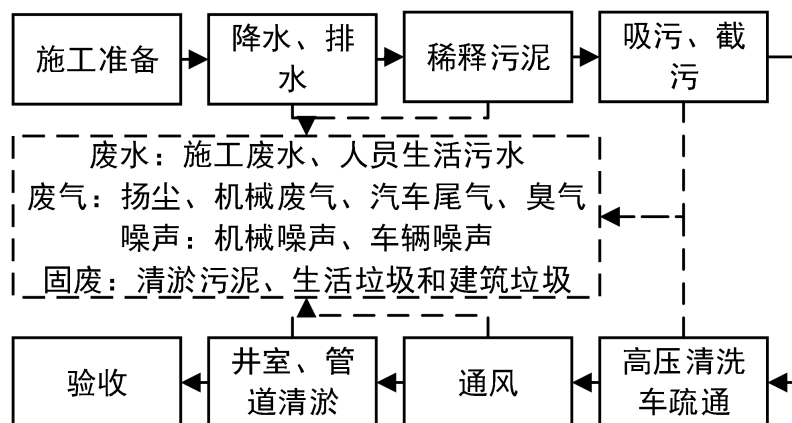 施工准备
降水、排
水
稀释污泥
吸污、截
污
废水：施工废水、人员生活污水
废气：扬尘、机械废气、汽车尾气、臭气
噪声：机械噪声、车辆噪声
固废：清淤污泥、生活垃圾和建筑垃圾
验收
井室、管
道清淤
通风
高压清洗
车疏通